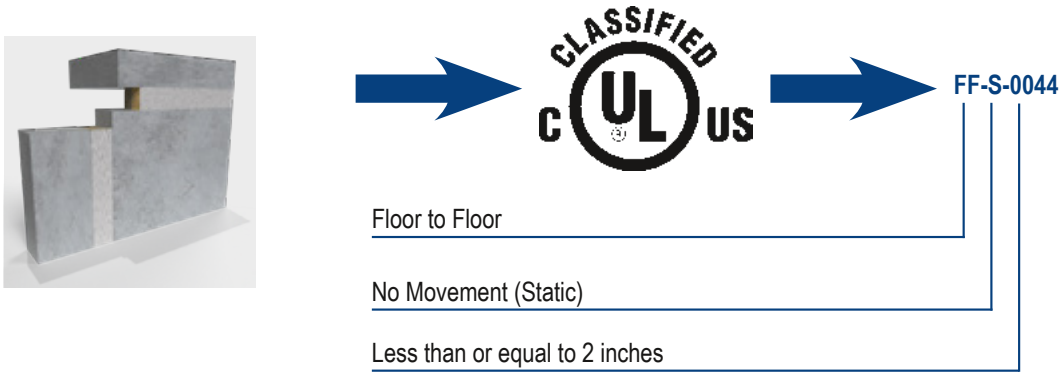 CLASSIFIED
C UL US
FF-S-0044
Floor to Floor
No Movement (Static)
Less than or equal to 2 inches